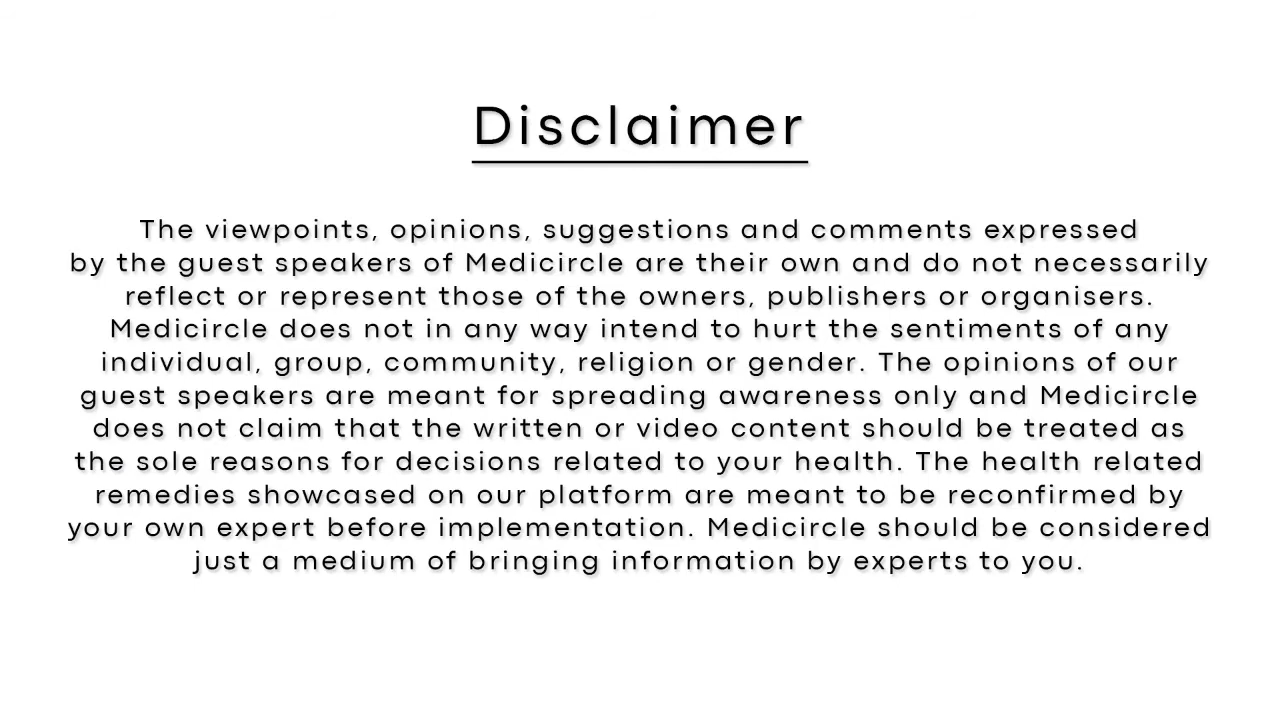 Disclaimer
The viewpoints, opinions, suggestions and comments expressed
by the guest speakers of Medicircle are their own and do not necessarily
reflect or represent those of the owners, publishers or organisers.
Medicircle does not in any way intend to hurt the sentiments of any
individual, group, community, religion or gender. The opinions of our
guest speakers are meant for spreading awareness only and Medicircle
does not claim that the written or video content should be treated as
the sole reasons for decisions related to your health. The health related
remedies showcased on our platform are meant to be reconfirmed by
your own expert before implementation. Medicircle should be considered
just a medium of bringing information by experts to you.